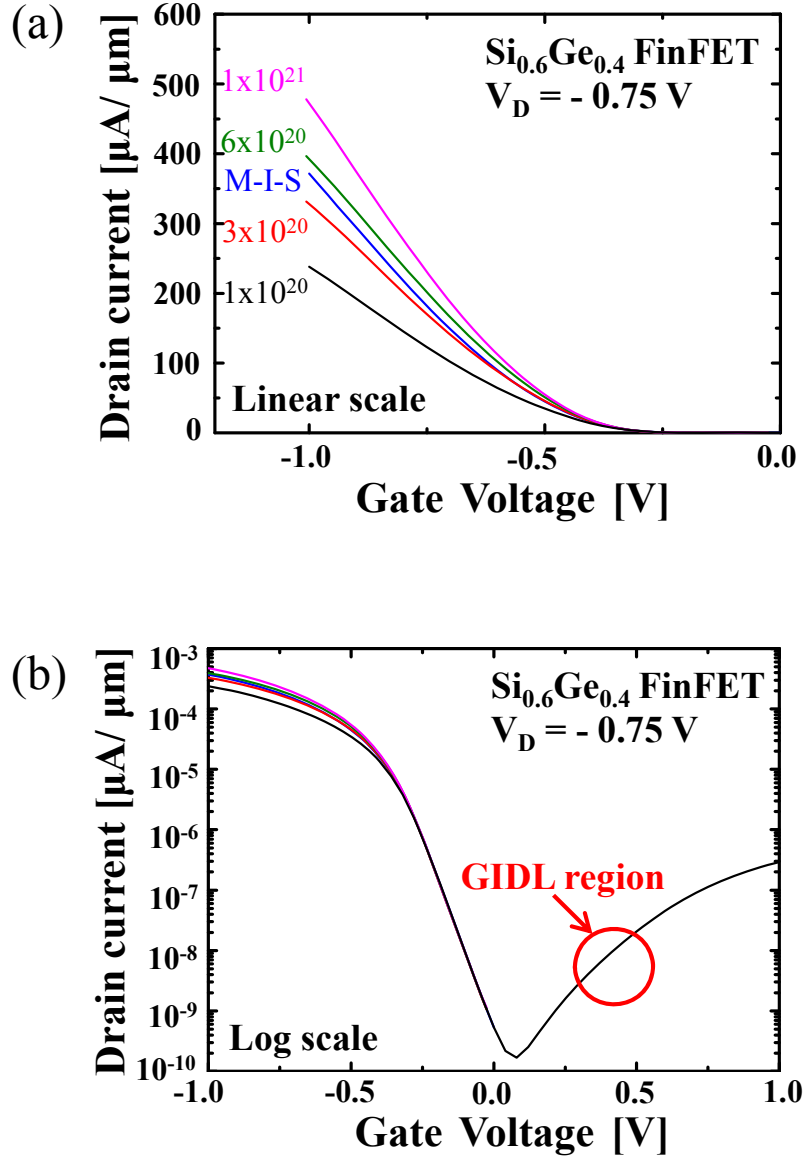 (a)
600
500
400
300
200
100
0
Drain current [µA/ µm]
Si₀.₆Ge₀.₄ FinFET
V_D = - 0.75 V
1x10²¹
6x10²⁰
M-I-S
3x10²⁰
1x10²⁰
Linear scale
-1.0 -0.5 0.0
Gate Voltage [V]
(b)
10⁻³
10⁻⁴
10⁻⁵
10⁻⁶
10⁻⁷
10⁻⁸
10⁻⁹
10⁻¹⁰
Drain current [µA/ µm]
Si₀.₆Ge₀.₄ FinFET
V_D = - 0.75 V
GIDL region
Log scale
-1.0 -0.5 0.0 0.5 1.0
Gate Voltage [V]